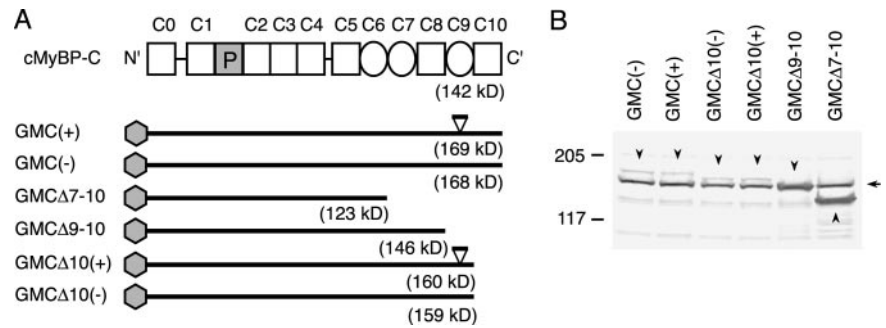 A
C0 C1 C2 C3 C4 C5 C6 C7 C8 C9 C10
cMyBP-C N' P C'
(142 kD)
GMC(+)
(169 kD)
GMC(-)
(168 kD)
GMCΔ7-10
(123 kD)
GMCΔ9-10
(146 kD)
GMCΔ10(+)
(160 kD)
GMCΔ10(-)
(159 kD)
B
GMC(-)
GMC(+)
GMCΔ10(-)
GMCΔ10(+)
GMCΔ9-10
GMCΔ7-10
205
117